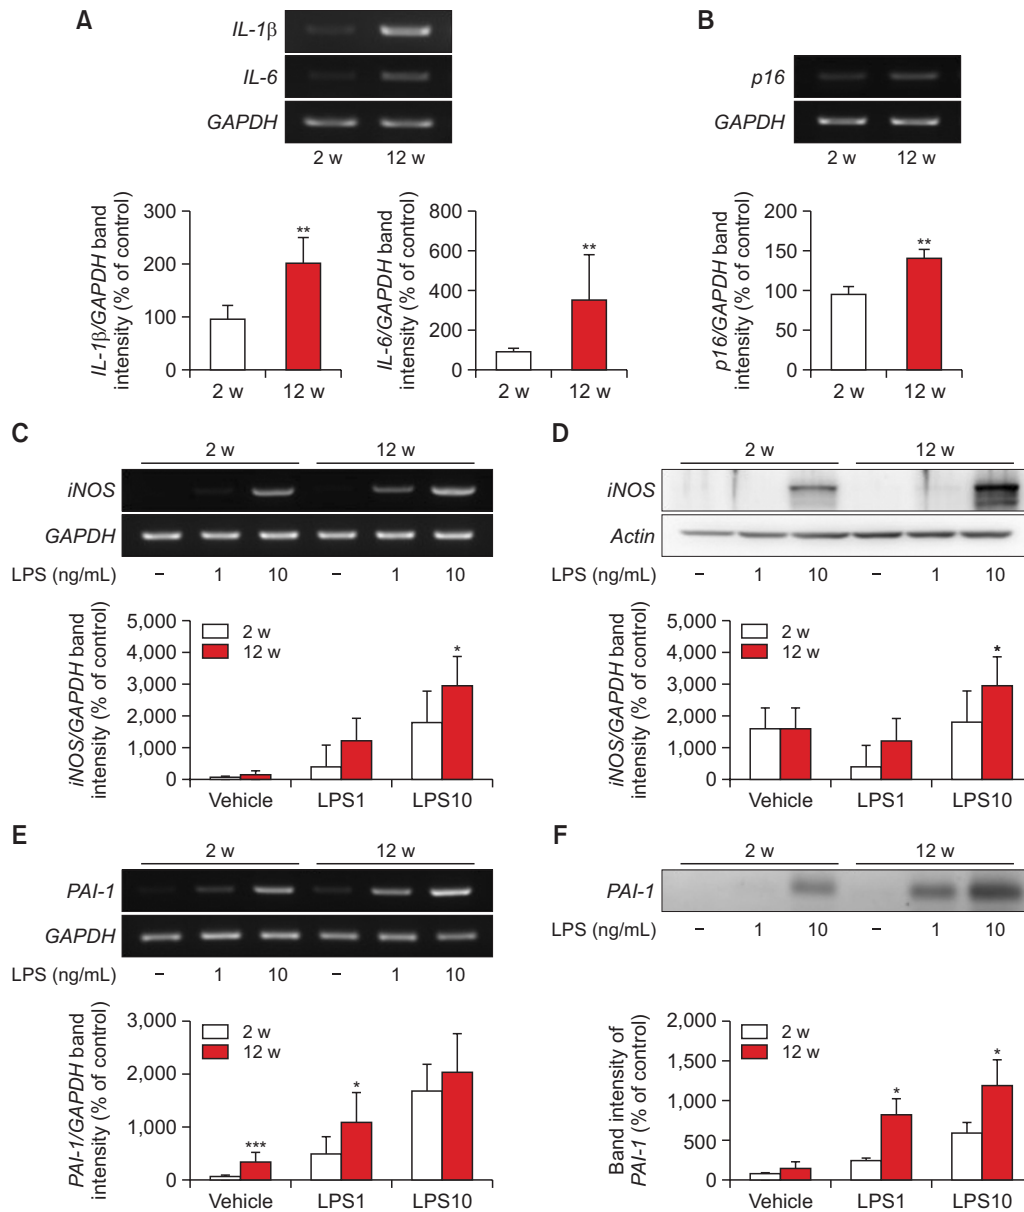 A
IL-1β
IL-6
GAPDH
2 w 12 w
IL-1β/GAPDH band
intensity (% of control)
300
200
100
0
2 w 12 w
**
IL-6/GAPDH band
intensity (% of control)
800
600
400
200
0
2 w 12 w
**
B
p16
GAPDH
2 w 12 w
p16/GAPDH band
intensity (% of control)
200
150
100
50
0
2 w 12 w
**
C
2 w 12 w
iNOS
GAPDH
LPS (ng/mL) – 1 10 – 1 10
iNOS/GAPDH band
intensity (% of control)
5,000
4,000
3,000
2,000
1,000
0
2 w
12 w
*
Vehicle LPS1 LPS10
D
2 w 12 w
iNOS
Actin
LPS (ng/mL) – 1 10 – 1 10
iNOS/GAPDH band
intensity (% of control)
5,000
4,000
3,000
2,000
1,000
0
2 w
12 w
*
Vehicle LPS1 LPS10
E
2 w 12 w
PAI-1
GAPDH
LPS (ng/mL) – 1 10 – 1 10
PAI-1/GAPDH band
intensity (% of control)
3,000
2,000
1,000
0
2 w
12 w
***
*
Vehicle LPS1 LPS10
F
2 w 12 w
PAI-1
LPS (ng/mL) – 1 10 – 1 10
Band intensity of
PAI-1 (% of control)
2,000
1,500
1,000
500
0
2 w
12 w
*
*
Vehicle LPS1 LPS10